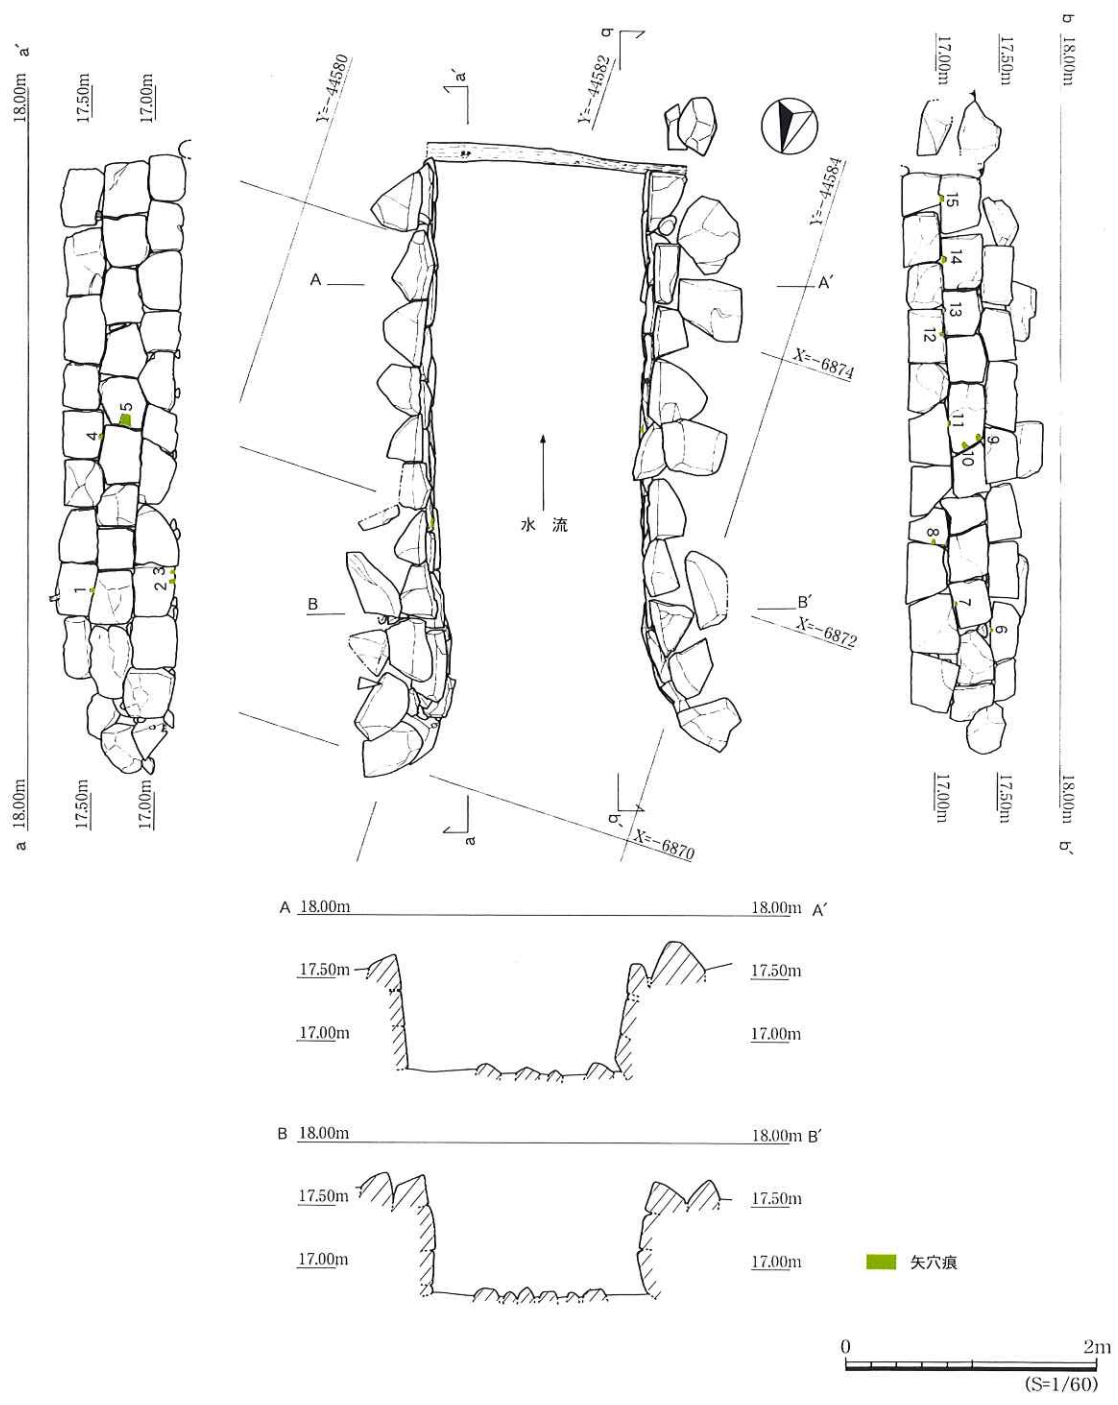 a′
18.00m
17.50m
17.00m
Y=-44580
a′
b
Y=-44582
Y=-44584
17.00m
17.50m
18.00m
b
A
A′
X=-6874
水 流
B
B′
X=-6872
5
4
3
2
1
15
14
13
12
11
10
9
8
7
6
a
18.00m
17.50m
17.00m
a
b′
X=-6870
17.00m
17.50m
18.00m
b′
A 18.00m
18.00m A′
17.50m
17.50m
17.00m
17.00m
B 18.00m
18.00m B′
17.50m
17.50m
17.00m
17.00m
矢穴痕
0
2m
(S=1/60)